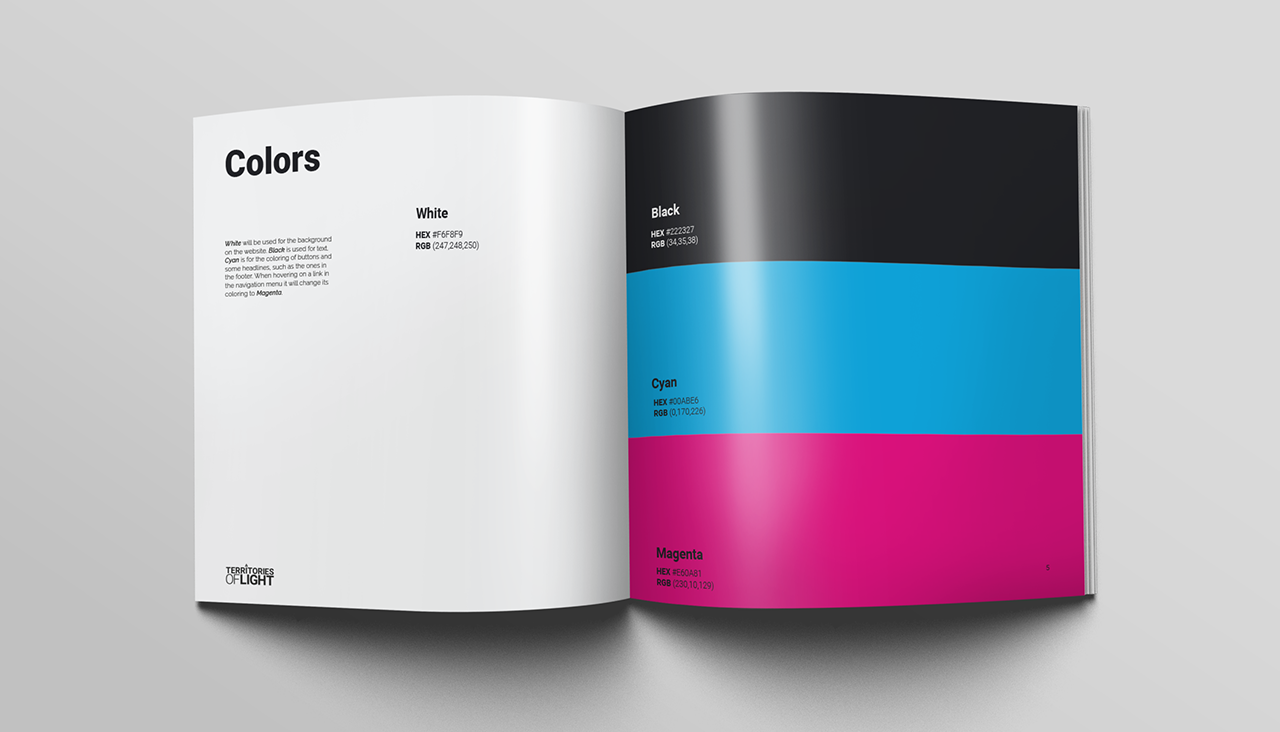 Colors
White will be used for the background
on the website. Black is used for text.
Cyan is for the coloring of buttons and
some headlines, such as the ones in
the footer. When hovering on a link in
the navigation menu it will change its
coloring to Magenta.
White
HEX #F6F8F9
RGB (247,248,250)
TERRITORIES
OF LIGHT
Black
HEX #222327
RGB (34,35,38)
Cyan
HEX #00ABE6
RGB (0,170,226)
Magenta
HEX #E60A81
RGB (230,10,129)
5